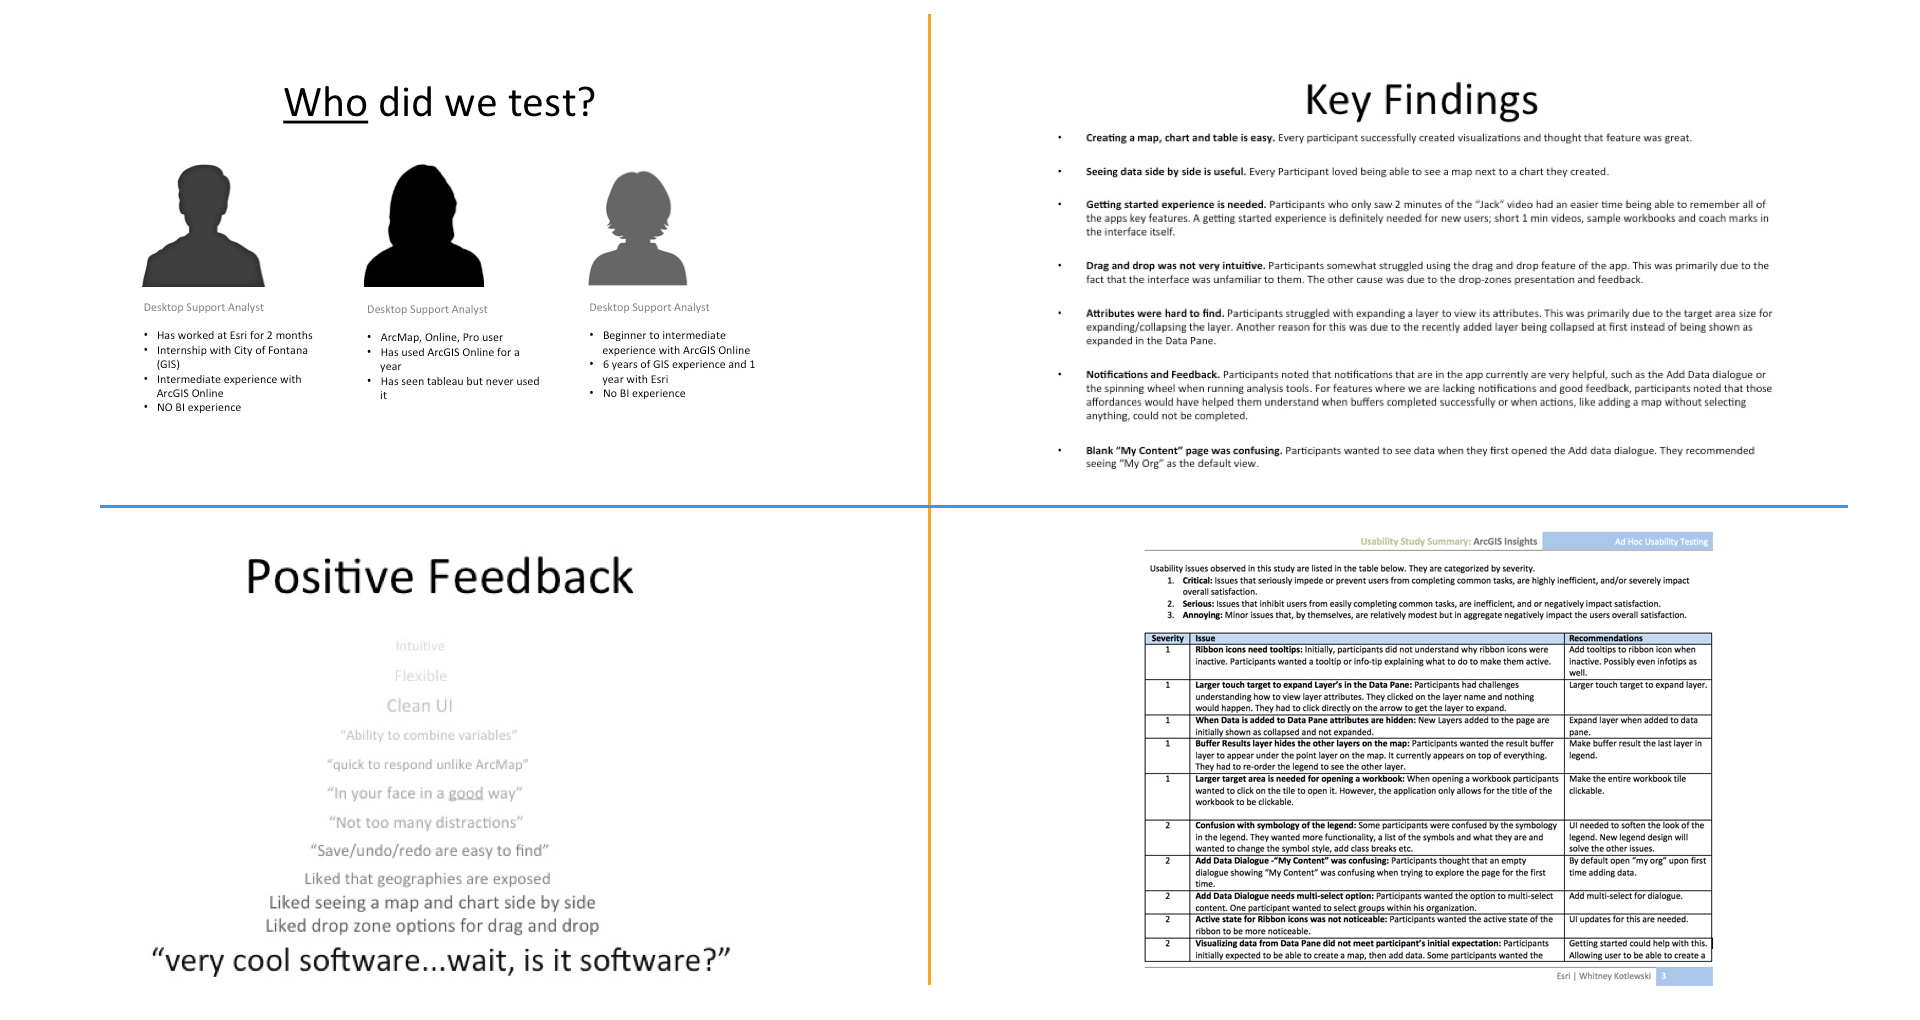 Who did we test?
Desktop Support Analyst
• Has worked at Esri for 2 months
• Internship with City of Fontana
(GIS)
• Intermediate experience with
ArcGIS Online
• NO BI experience
Desktop Support Analyst
• ArcMap, Online, Pro user
• Has used ArcGIS Online for a
year
• Has seen tableau but never used
it
Desktop Support Analyst
• Beginner to intermediate
experience with ArcGIS Online
• 6 years of GIS experience and 1
year with Esri
• No BI experience
Key Findings
• Creating a map, chart and table is easy. Every participant successfully created visualizations and thought that feature was great.
• Seeing data side by side is useful. Every Participant loved being able to see a map next to a chart they created.
• Getting started experience is needed. Participants who only saw 2 minutes of the “Jack” video had an easier time being able to remember all of
the apps key features. A getting started experience is definitely needed for new users; short 1 min videos, sample workbooks and coach marks in
the interface itself.
• Drag and drop was not very intuitive. Participants somewhat struggled using the drag and drop feature of the app. This was primarily due to the
fact that the interface was unfamiliar to them. The other cause was due to the drop-zones presentation and feedback.
• Attributes were hard to find. Participants struggled with expanding a layer to view its attributes. This was primarily due to the target area size for
expanding/collapsing the layer. Another reason for this was due to the recently added layer being collapsed at first instead of being shown as
expanded in the Data Pane.
• Notifications and Feedback. Participants noted that notifications that are in the app currently are very helpful, such as the Add Data dialogue or
the spinning wheel when running analysis tools. For features where we are lacking notifications and good feedback, participants noted that those
affordances would have helped them understand when buffers completed successfully or when actions, like adding a map without selecting
anything, could not be completed.
• Blank “My Content” page was confusing. Participants wanted to see data when they first opened the Add data dialogue. They recommended
seeing “My Org” as the default view.
Positive Feedback
Intuitive
Flexible
Clean UI
“Ability to combine variables”
“quick to respond unlike ArcMap”
“In your face in a good way”
“Not too many distractions”
“Save/undo/redo are easy to find”
Liked that geographies are exposed
Liked seeing a map and chart side by side
Liked drop zone options for drag and drop
“very cool software...wait, is it software?”
Usability Study Summary: ArcGIS Insights Ad Hoc Usability Testing
Usability issues observed in this study are listed in the table below. They are categorized by severity.
1. Critical: Issues that seriously impede or prevent users from completing common tasks, are highly inefficient, and/or severely impact
overall satisfaction.
2. Serious: Issues that inhibit users from easily completing common tasks, are inefficient, and or negatively impact satisfaction.
3. Annoying: Minor issues that, by themselves, are relatively modest but in aggregate negatively impact the users overall satisfaction.
Severity Issue Recommendations
1 Ribbon icons need tooltips: Initially, participants did not understand why ribbon icons were Add tooltips to ribbon icon when
inactive. Participants wanted a tooltip or info-tip explaining what to do to make them active. inactive. Possibly even infotips as
well.
1 Larger touch target to expand Layer's in the Data Pane: Participants had challenges Larger touch target to expand layer.
understanding how to view layer attributes. They clicked on the layer name and nothing
would happen. They had to click directly on the arrow to get the layer to expand.
1 When Data is added to Data Pane attributes are hidden: New Layers added to the page are Expand layer when added to data
initially shown as collapsed and not expanded. pane.
1 Buffer Results layer hides the other layers on the map: Participants wanted the result buffer Make buffer result the last layer in
layer to appear under the point layer on the map. It currently appears on top of everything. legend.
They had to re-order the legend to see the other layer.
1 Larger target area is needed for opening a workbook: When opening a workbook participants Make the entire workbook tile
wanted to click on the tile to open it. However, the application only allows for the title of the clickable.
workbook to be clickable.
2 Confusion with symbology of the legend: Some participants were confused by the symbology UI needed to soften the look of the
in the legend. They wanted more functionality, a list of the symbols and what they are and legend. New legend design will
wanted to change the symbol style, add class breaks etc. solve the other issues.
2 Add Data Dialogue -“My Content” was confusing: Participants thought that an empty By default open “my org” upon first
dialogue showing “My Content” was confusing when trying to explore the page for the first time adding data.
time.
2 Add Data Dialogue needs multi-select option: Participants wanted the option to multi-select Add multi-select for dialogue.
content. One participant wanted to select groups within his organization.
2 Active state for Ribbon icons was not noticeable: Participants wanted the active state of the UI updates for this are needed.
ribbon to be more noticeable.
2 Visualizing data from Data Pane did not meet participant's initial expectation: Participants Getting started could help with this.
initially expected to be able to create a map, then add data. Some participants wanted the Allowing user to be able to create a
Esri | Whitney Kotlewski 3